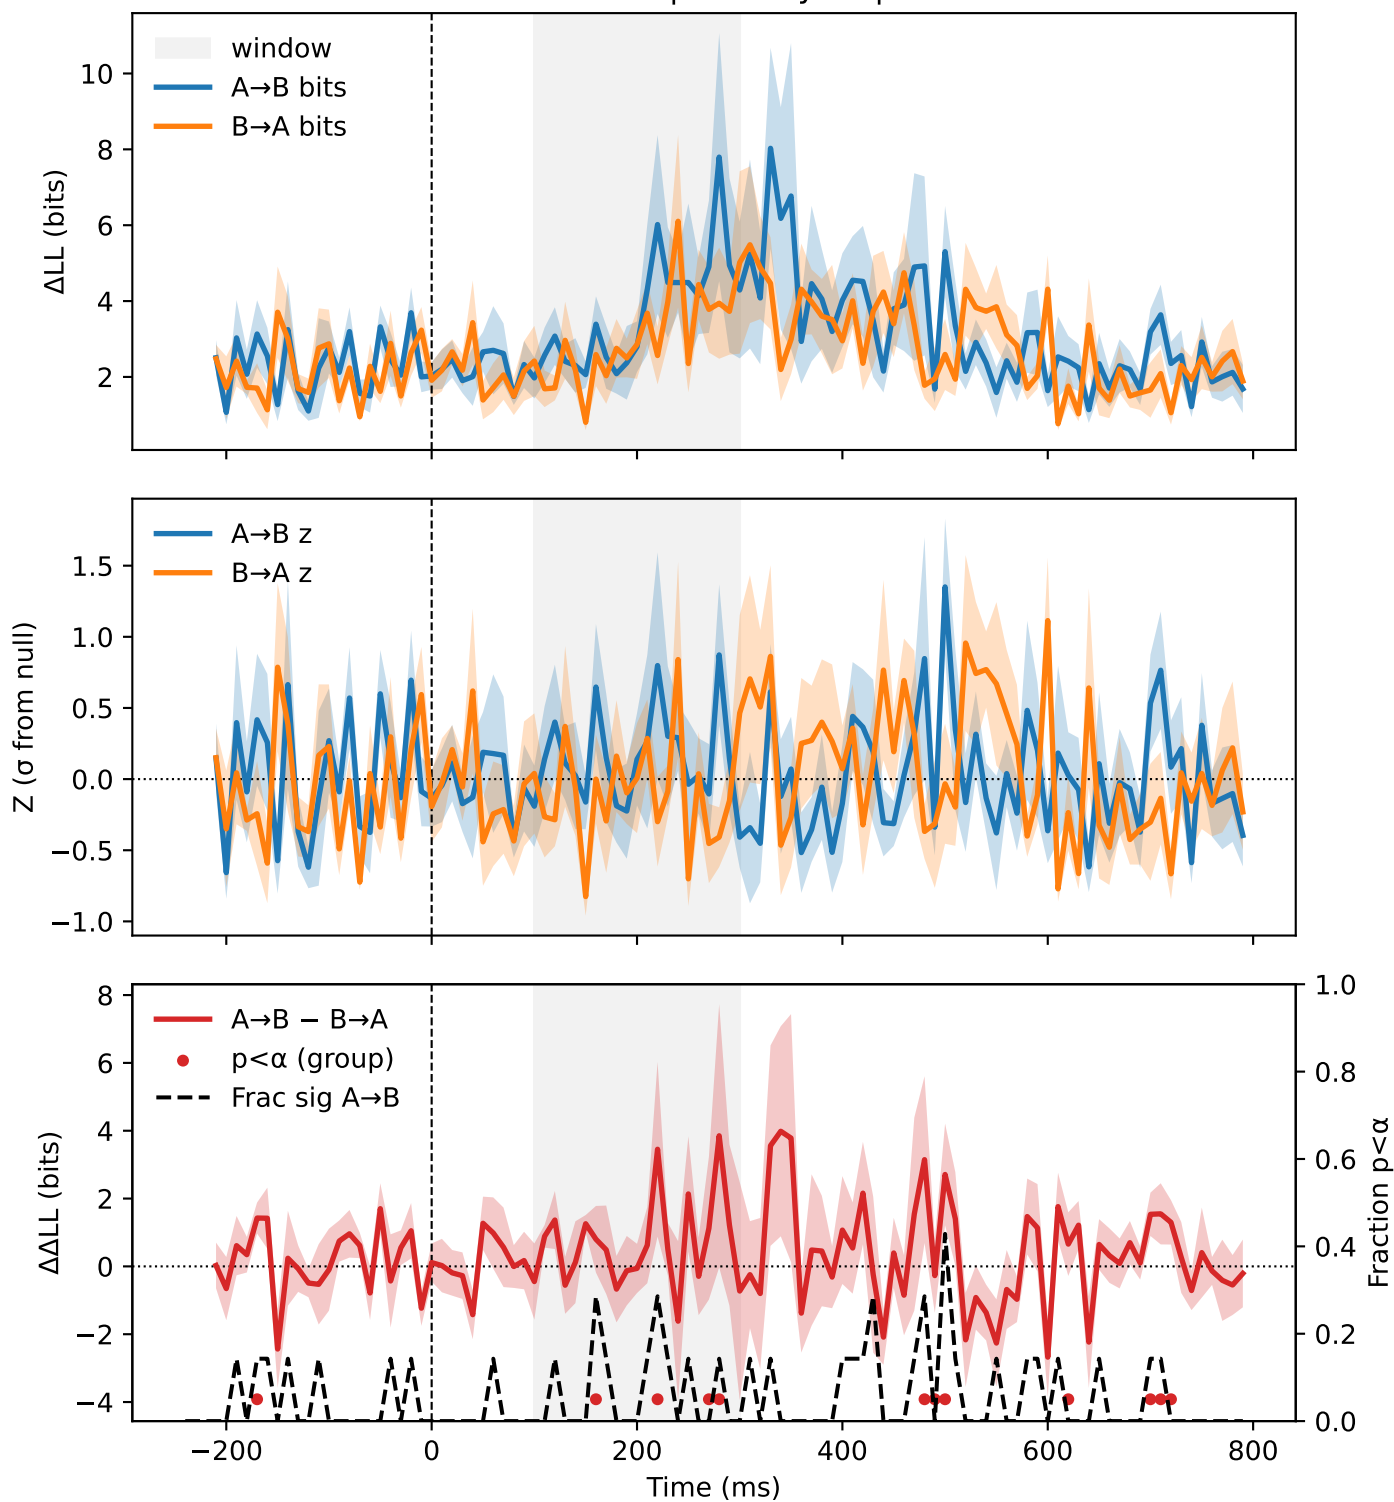 window
A→B bits
B→A bits
ΔLL (bits)
10
8
6
4
2
A→B z
B→A z
Z (σ from null)
1.5
1.0
0.5
0.0
−0.5
−1.0
A→B − B→A
p<α (group)
Frac sig A→B
ΔΔLL (bits)
8
6
4
2
0
−2
−4
1.0
0.8
0.6
0.4
0.2
0.0
Fraction p<α
−200 0 200 400 600 800
Time (ms)